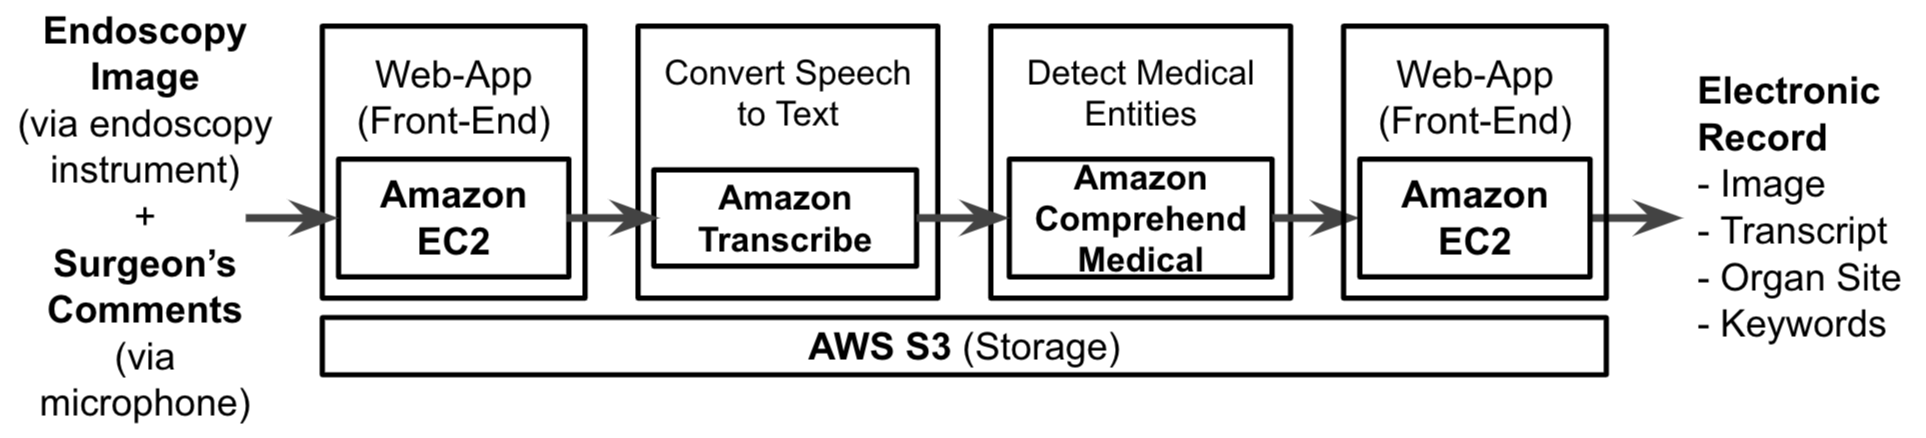 Endoscopy
Image
(via endoscopy
instrument)
+
Surgeon’s
Comments
(via
microphone)
Web-App
(Front-End)
Amazon
EC2
Convert Speech
to Text
Amazon
Transcribe
Detect Medical
Entities
Amazon
Comprehend
Medical
Web-App
(Front-End)
Amazon
EC2
AWS S3 (Storage)
Electronic
Record
- Image
- Transcript
- Organ Site
- Keywords